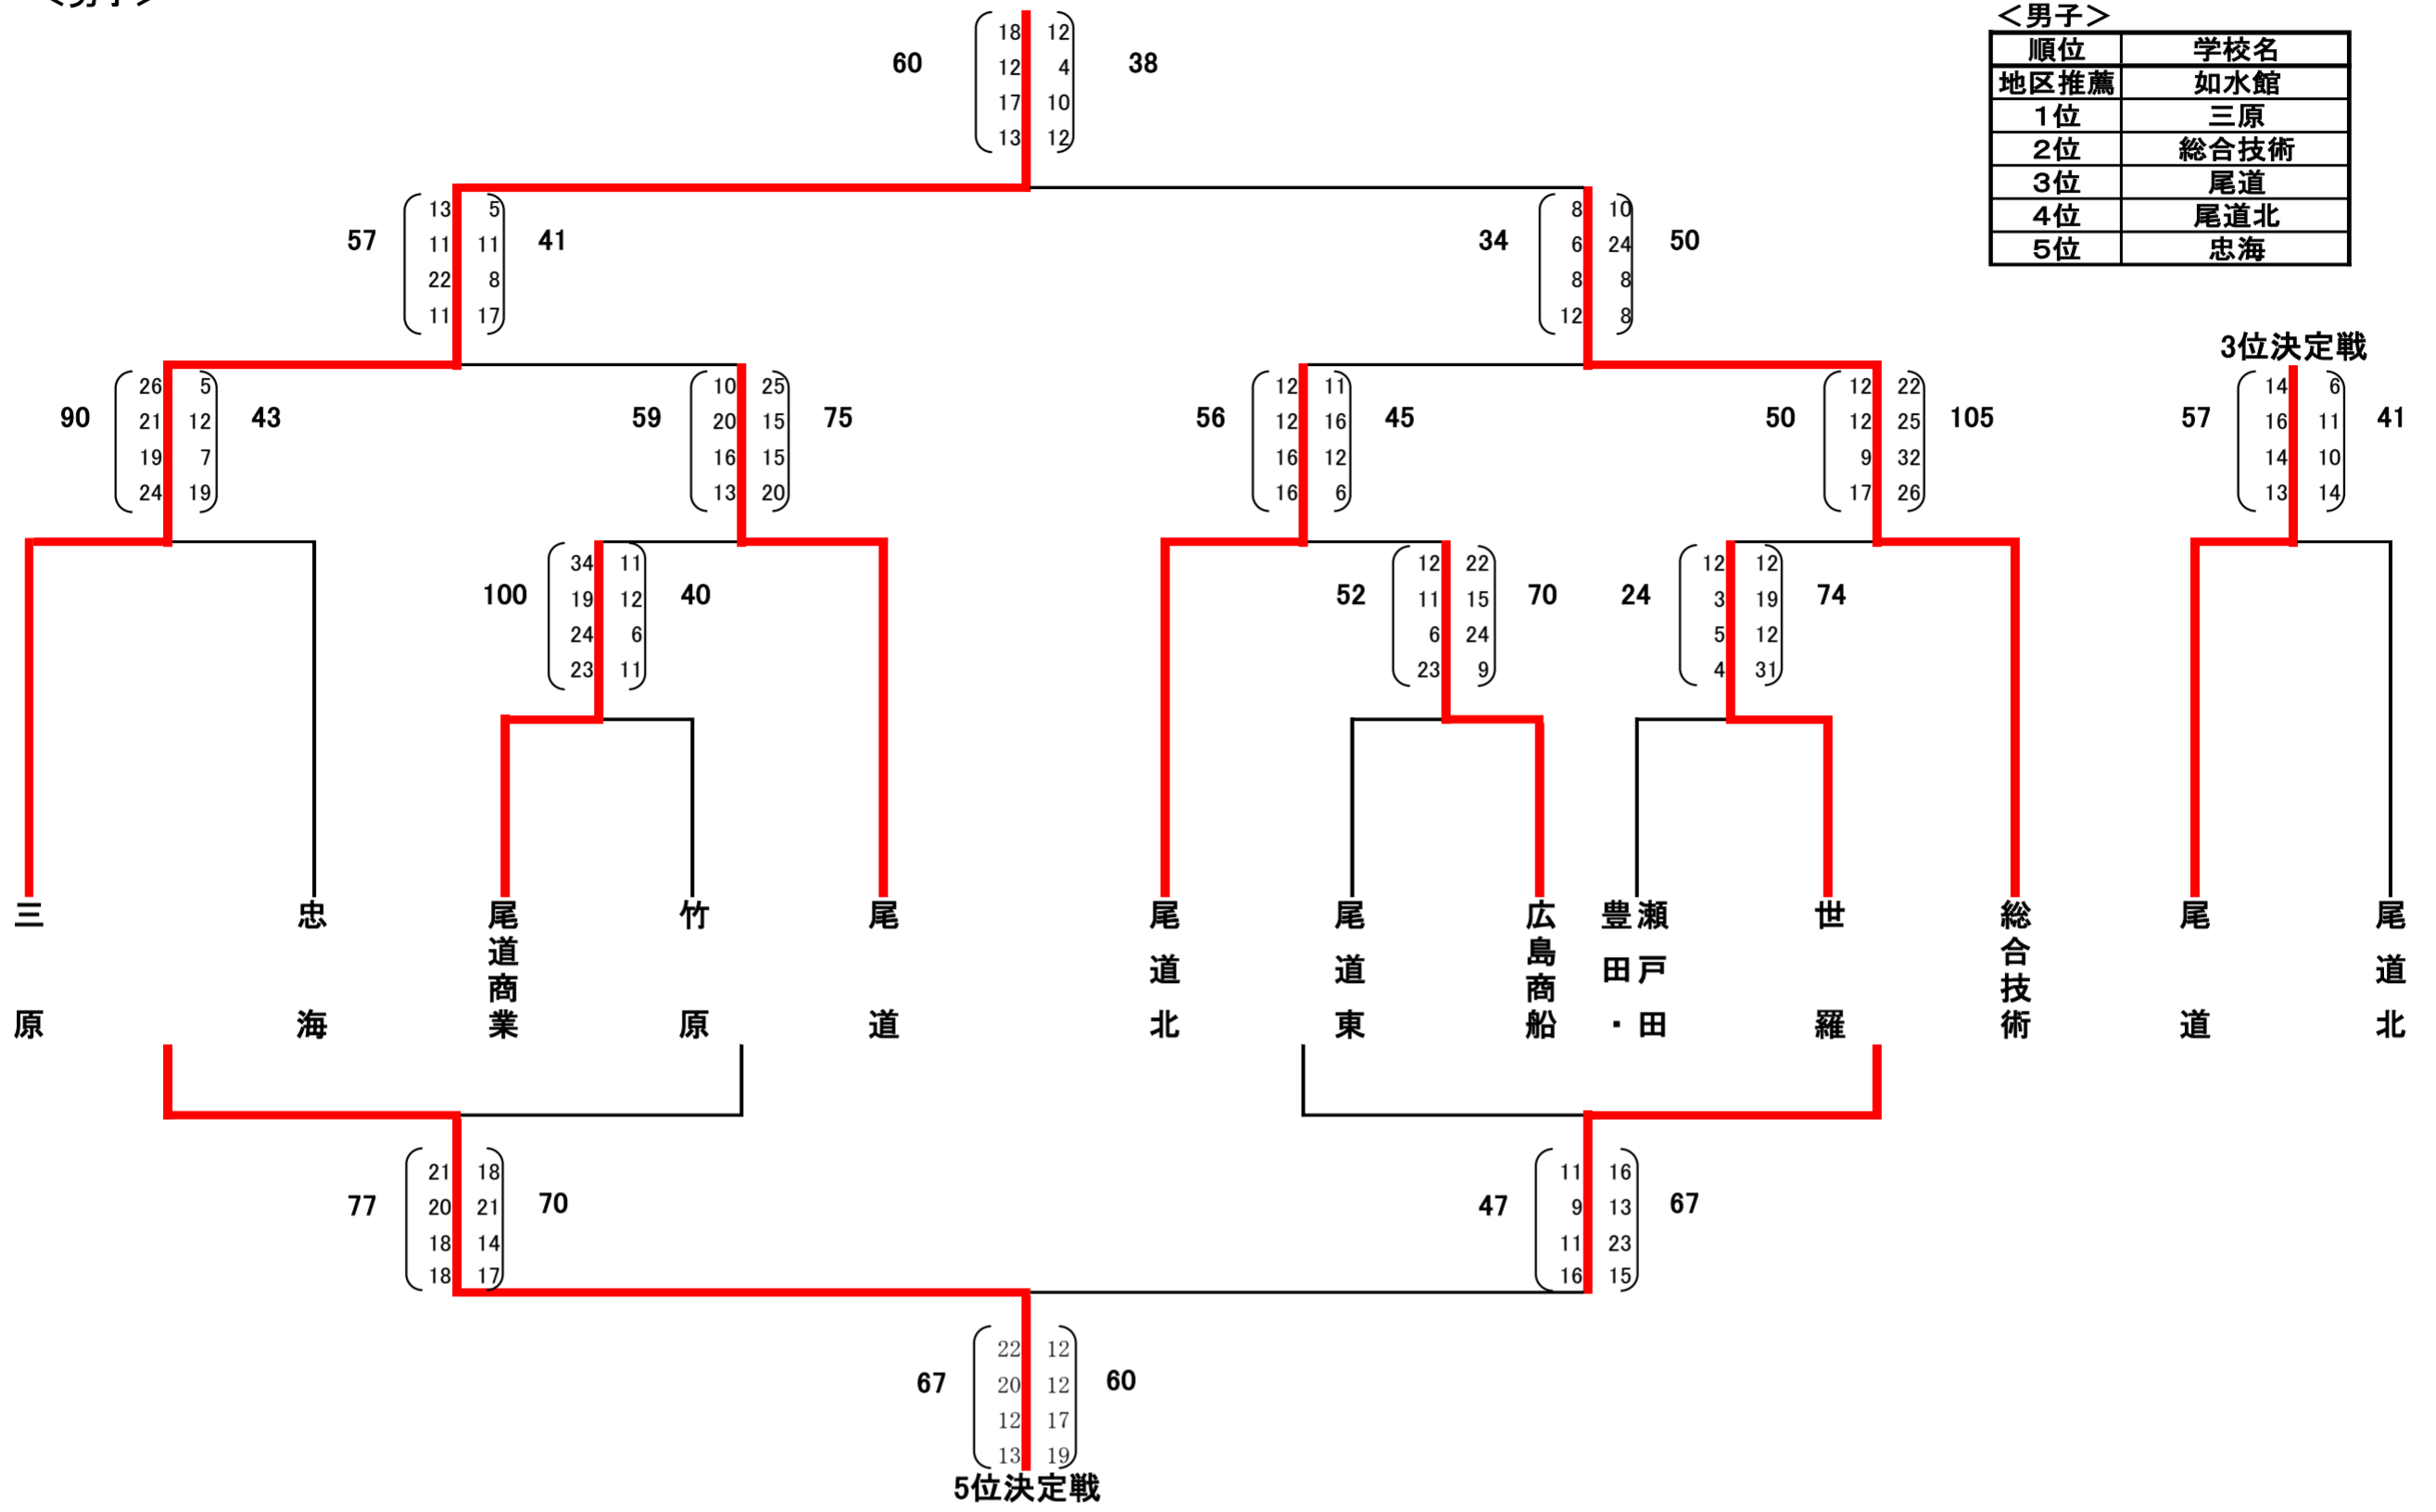 ＜男子＞
＜男子＞
順位 学校名
地区推薦 如水館
1位 三原
2位 総合技術
3位 尾道
4位 尾道北
5位 忠海
60 38
18 12
12 4
17 10
13 12
57 41
13 5
11 11
22 8
11 17
34 50
8 10
6 24
8 8
12 8
90 43
26 5
21 12
19 7
24 19
59 75
10 25
20 15
16 15
13 20
56 45
12 11
12 16
16 12
16 6
50 105
12 22
12 25
9 32
17 26
3位決定戦
57 41
14 6
16 11
14 10
13 14
100 40
34 11
19 12
24 6
23 11
52 70
12 22
11 15
6 24
23 9
24 74
12 12
3 19
5 12
4 31
三原
忠海
尾道商業
竹原
尾道
尾道北
尾道東
広島商船
瀬戸田
豊田・
世羅
総合技術
尾道
尾道北
77 70
21 18
20 21
18 14
18 17
47 67
11 16
9 13
11 23
16 15
67 60
22 12
20 12
12 17
13 19
5位決定戦